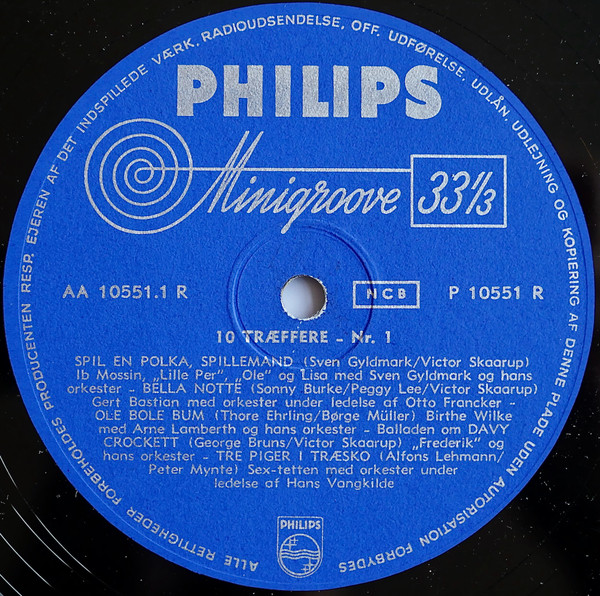 ALLE RETTIGHEDER FORBEHOLDES PRODUCENTEN RESP. EJEREN AF DET INDSPILLEDE VÆRK. RADIOUDSENDELSE, OFF. UDFØRELSE, UDLÅN, UDLEJNING OG KOPIERING AF DENNE PLADE UDEN AUTORISATION FORBYDES
PHILIPS
Minigroove 33⅓
AA 10551.1 R NCB P 10551 R
10 TRÆFFERE - Nr. 1
SPIL EN POLKA, SPILLEMAND (Sven Gyldmark/Victor Skaarup)
Ib Mossin, „Lille Per”, „Ole” og Lisa med Sven Gyldmark og hans
orkester - BELLA NOTTE (Sonny Burke/Peggy Lee/Victor Skaarup)
Gert Bastian med orkester under ledelse af Otto Francker -
OLE BOLE BUM (Thore Ehrling/Børge Müller) Birthe Wilke
med Arne Lamberth og hans orkester - Balladen om DAVY
CROCKETT (George Bruns/Victor Skaarup) „Frederik” og
hans orkester - TRE PIGER I TRÆSKO (Alfons Lehmann/
Peter Mynte) Sex-tetten med orkester under
ledelse af Hans Vangkilde
PHILIPS